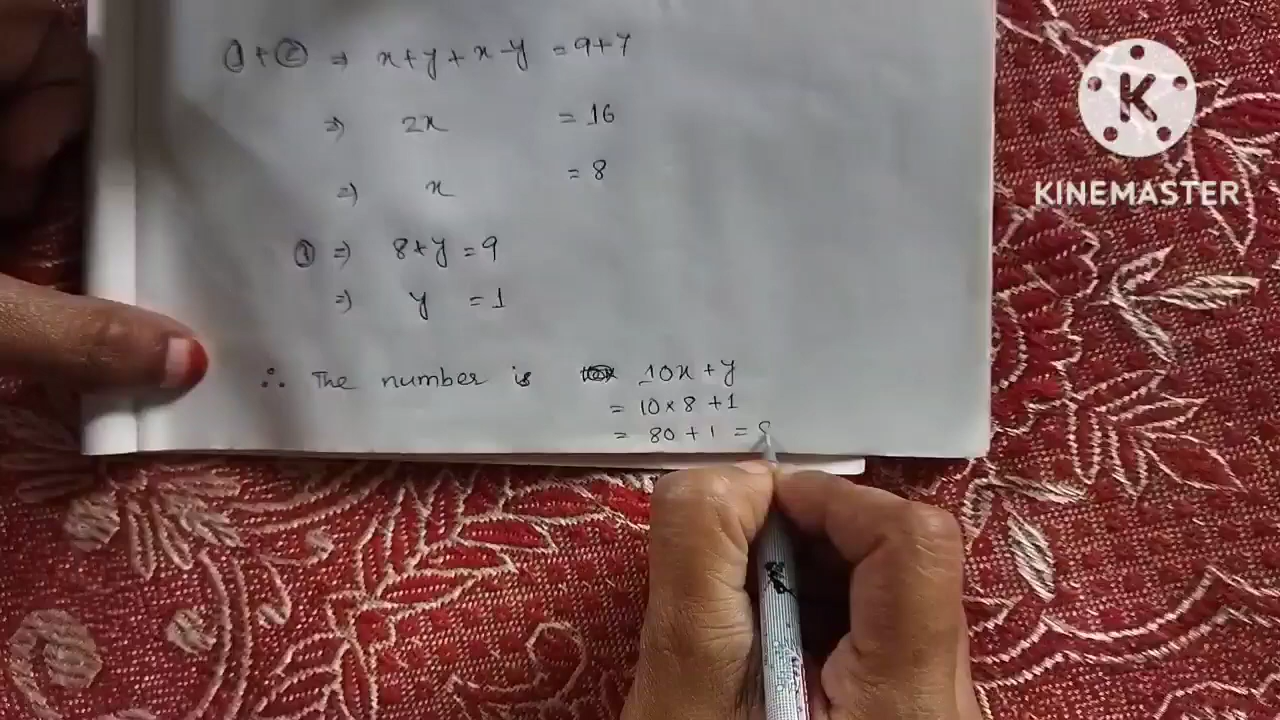 ① + ② ⇒ x+y+x-y = 9+7
⇒ 2x = 16
⇒ x = 8
① ⇒ 8+y = 9
⇒ y = 1
∴ The number is 10x+y
= 10×8 +1
= 80+1 = 8
K
KINEMASTER